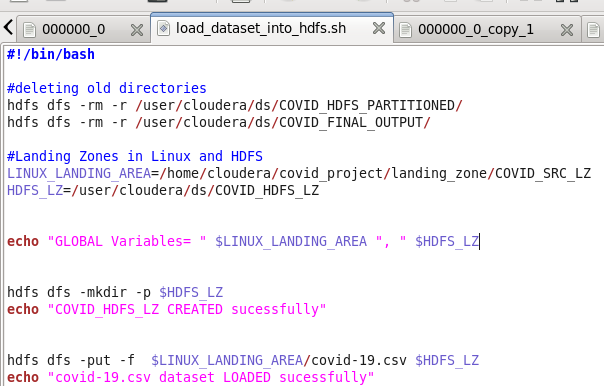 000000_0
load_dataset_into_hdfs.sh
000000_0_copy_1
#!/bin/bash
#deleting old directories
hdfs dfs -rm -r /user/cloudera/ds/COVID_HDFS_PARTITIONED/
hdfs dfs -rm -r /user/cloudera/ds/COVID_FINAL_OUTPUT/
#Landing Zones in Linux and HDFS
LINUX_LANDING_AREA=/home/cloudera/covid_project/landing_zone/COVID_SRC_LZ
HDFS_LZ=/user/cloudera/ds/COVID_HDFS_LZ
echo "GLOBAL Variables= " $LINUX_LANDING_AREA ", " $HDFS_LZ
hdfs dfs -mkdir -p $HDFS_LZ
echo "COVID_HDFS_LZ CREATED sucessfully"
hdfs dfs -put -f  $LINUX_LANDING_AREA/covid-19.csv $HDFS_LZ
echo "covid-19.csv dataset LOADED sucessfully"